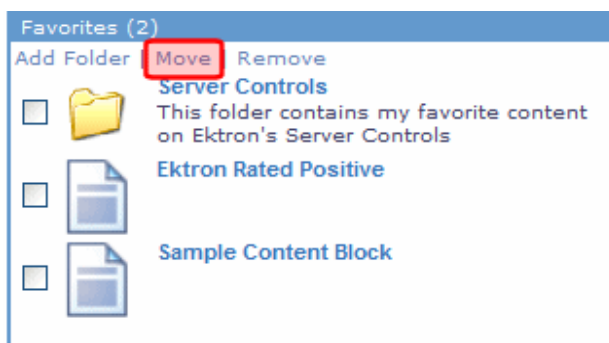 Favorites (2)
Add Folder | Move | Remove
Server Controls
This folder contains my favorite content
on Ektron's Server Controls
Ektron Rated Positive
Sample Content Block